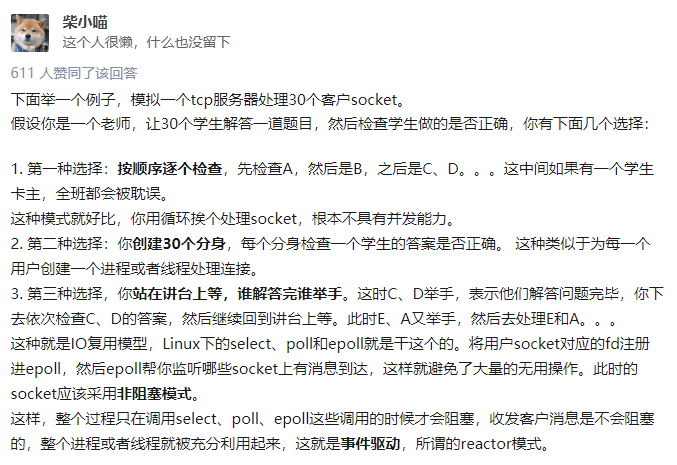 柴小喵
这个人很懒，什么也没留下
611 人赞同了该回答
下面举一个例子，模拟一个tcp服务器处理30个客户socket。
假设你是一个老师，让30个学生解答一道题目，然后检查学生做的是否正确，你有下面几个选择：
1. 第一种选择：按顺序逐个检查，先检查A，然后是B，之后是C、D。。。这中间如果有一个学生
卡主，全班都会被耽误。
这种模式就好比，你用循环挨个处理socket，根本不具有并发能力。
2. 第二种选择：你创建30个分身，每个分身检查一个学生的答案是否正确。 这种类似于为每一个
用户创建一个进程或者线程处理连接。
3. 第三种选择，你站在讲台上等，谁解答完谁举手。这时C、D举手，表示他们解答问题完毕，你下
去依次检查C、D的答案，然后继续回到讲台上等。此时E、A又举手，然后去处理E和A。。。
这种就是IO复用模型，Linux下的select、poll和epoll就是干这个的。将用户socket对应的fd注册
进epoll，然后epoll帮你监听哪些socket上有消息到达，这样就避免了大量的无用操作。此时的
socket应该采用非阻塞模式。
这样，整个过程只在调用select、poll、epoll这些调用的时候才会阻塞，收发客户消息是不会阻塞
的，整个进程或者线程就被充分利用起来，这就是事件驱动，所谓的reactor模式。